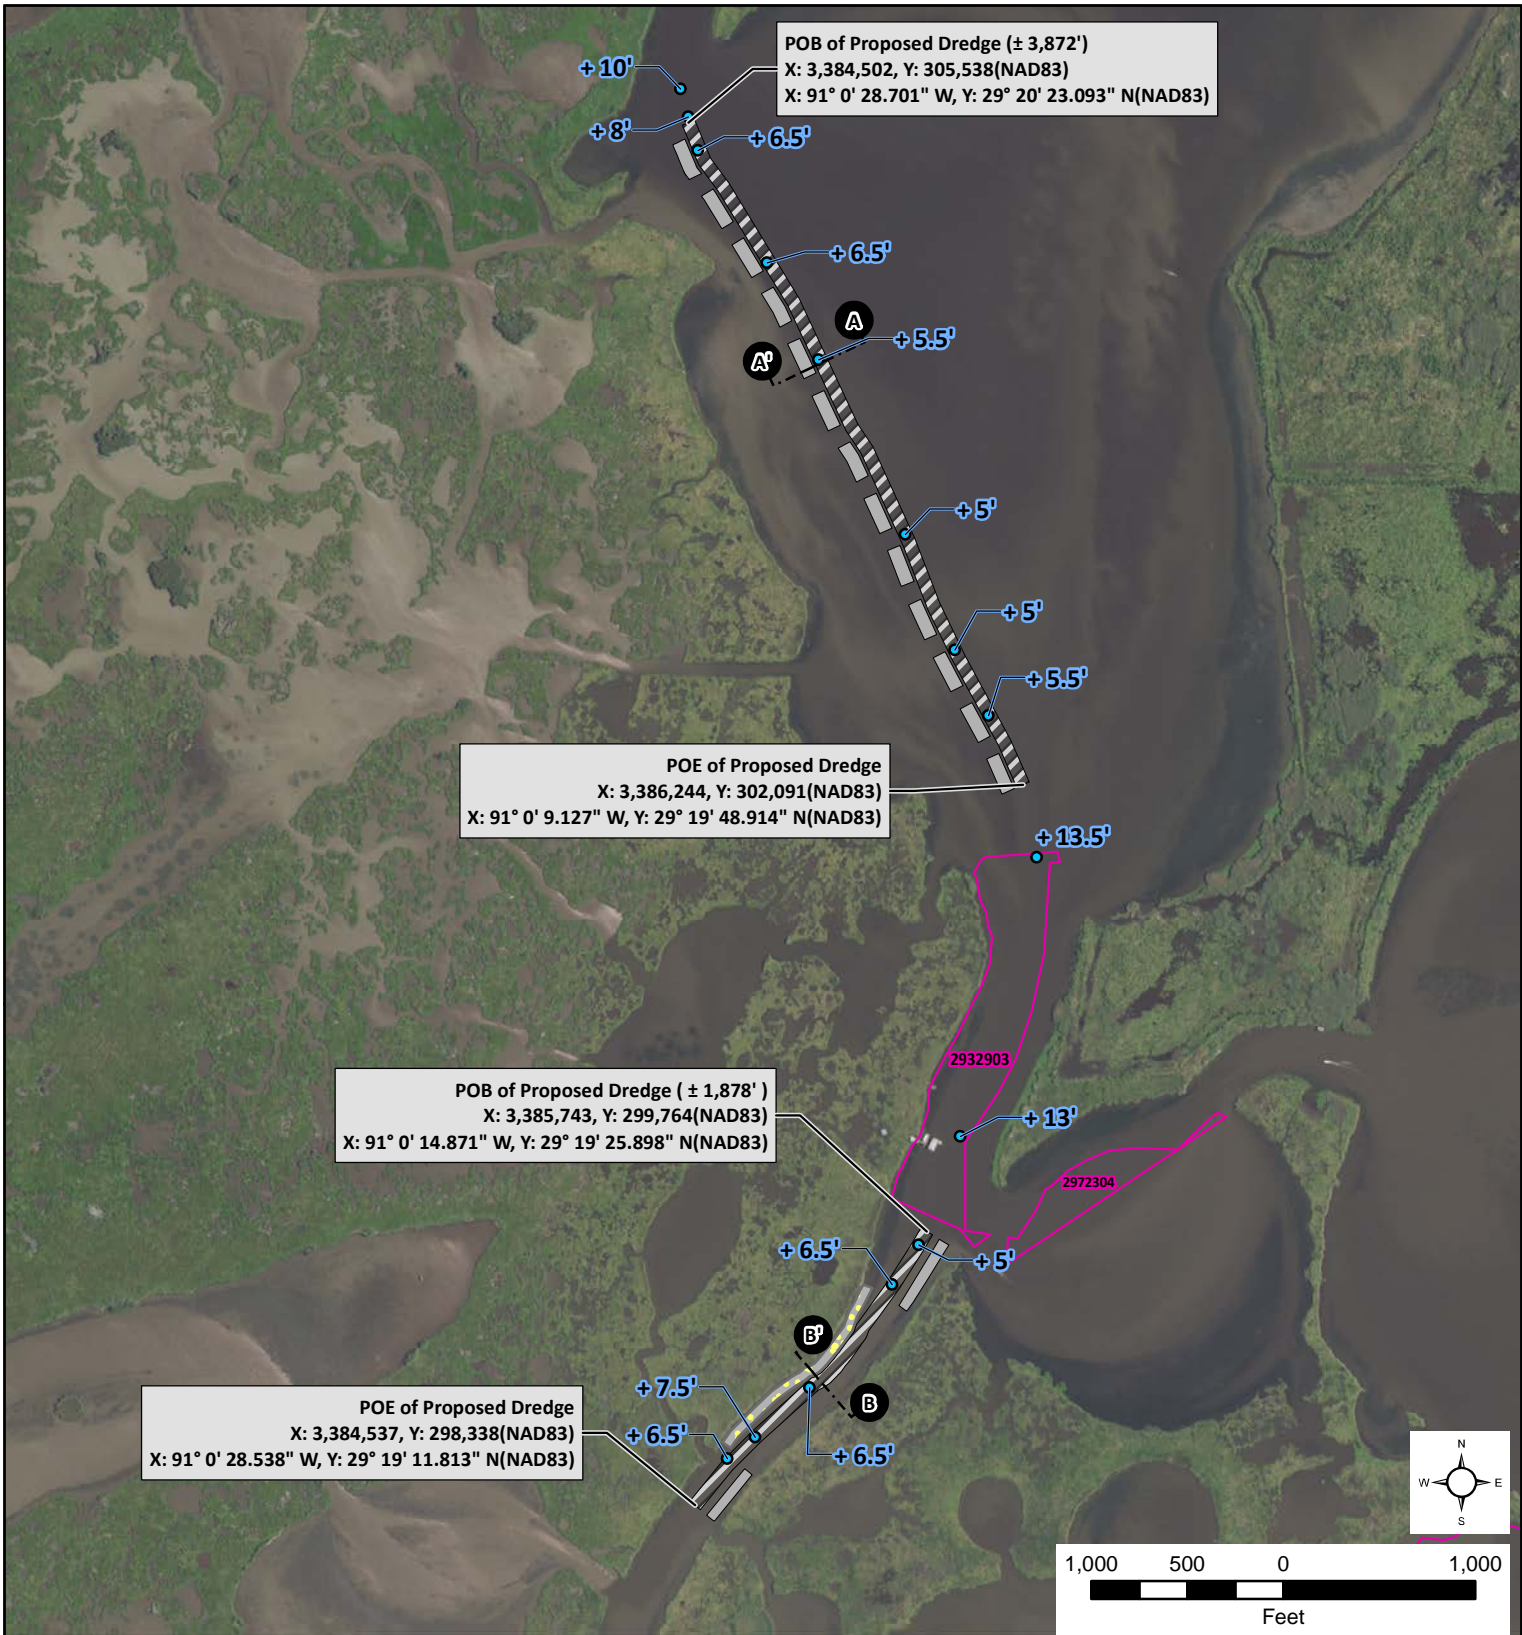 POB of Proposed Dredge (± 3,872')
X: 3,384,502, Y: 305,538(NAD83)
X: 91° 0' 28.701" W, Y: 29° 20' 23.093" N(NAD83)
+ 10'
+ 8'
+ 6.5'
+ 6.5'
A
+ 5.5'
A'
+ 5'
+ 5'
+ 5.5'
POE of Proposed Dredge
X: 3,386,244, Y: 302,091(NAD83)
X: 91° 0' 9.127" W, Y: 29° 19' 48.914" N(NAD83)
+ 13.5'
2932903
POB of Proposed Dredge ( ± 1,878' )
X: 3,385,743, Y: 299,764(NAD83)
X: 91° 0' 14.871" W, Y: 29° 19' 25.898" N(NAD83)
+ 13'
2972304
+ 6.5'
+ 5'
B'
+ 7.5'
B
POE of Proposed Dredge
X: 3,384,537, Y: 298,338(NAD83)
X: 91° 0' 28.538" W, Y: 29° 19' 11.813" N(NAD83)
+ 6.5'
+ 6.5'
N
W E
S
1,000 500 0 1,000
Feet